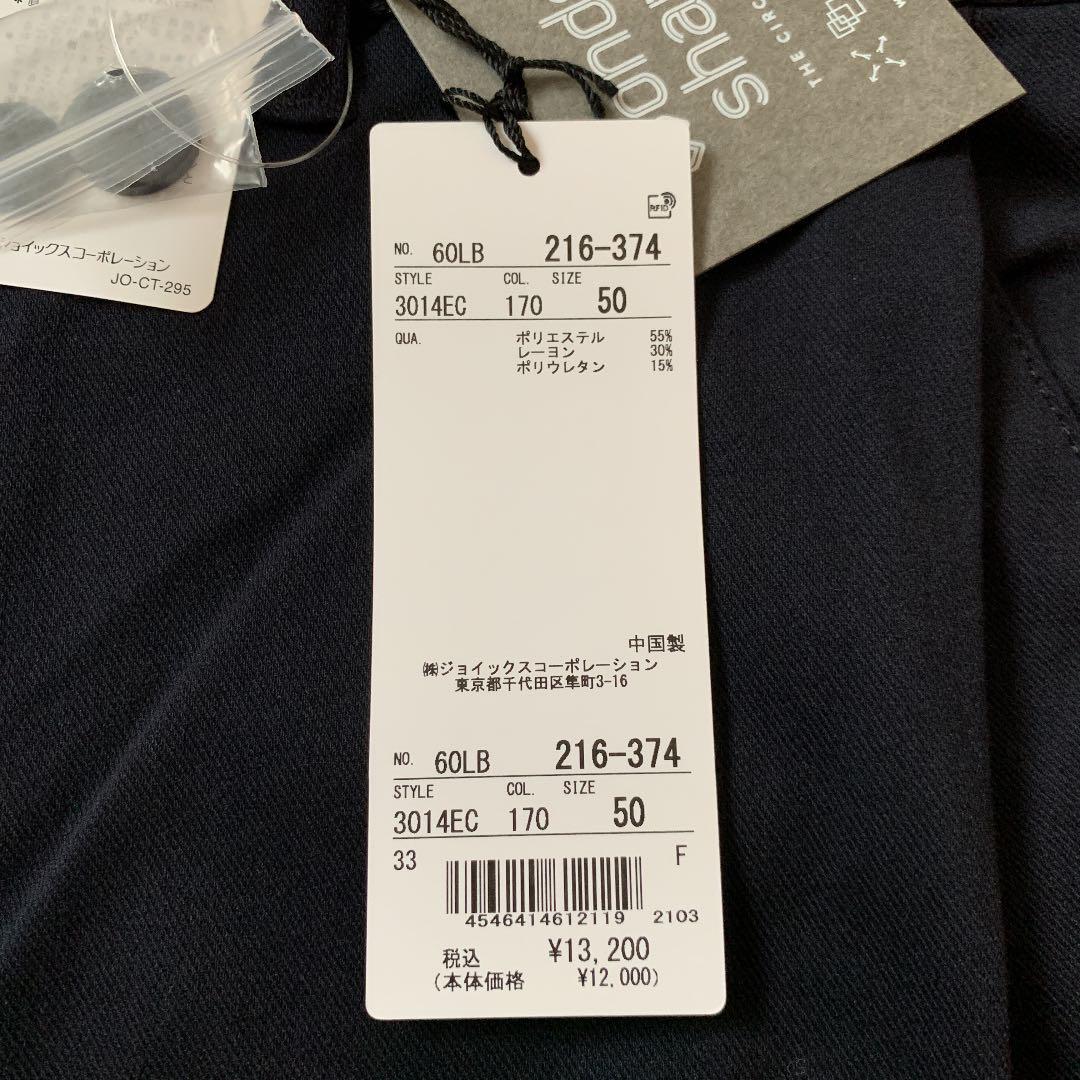 ジョイックスコーポレーション
JO-CT-295
THE CIRC
RFID
NO. 60LB 216-374
STYLE COL. SIZE
3014EC 170 50
QUA. ポリエステル 55%
レーヨン 30%
ポリウレタン 15%
中国製
㈱ジョイックスコーポレーション
東京都千代田区隼町3-16
NO. 60LB 216-374
STYLE COL. SIZE
3014EC 170 50
33 F
4546414612119 2103
税込 ¥13,200
(本体価格 ¥12,000)